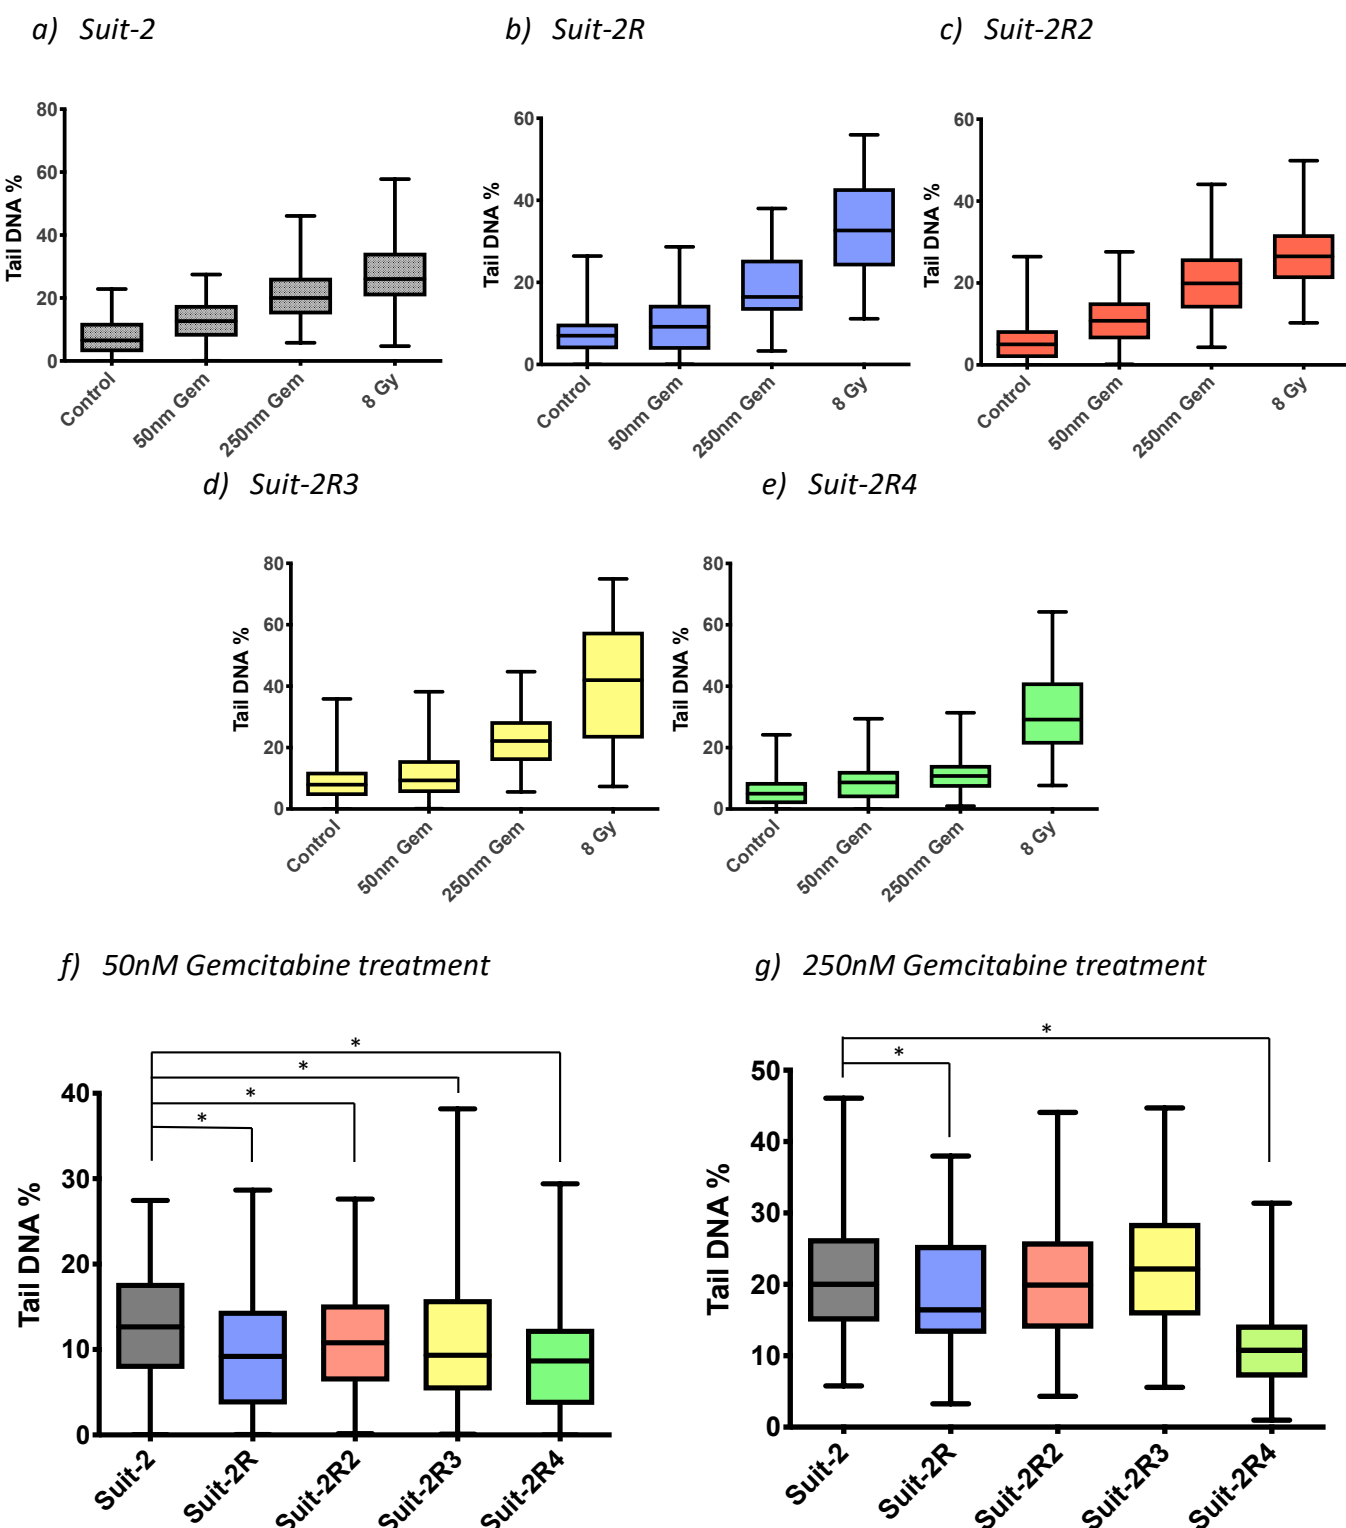 a) Suit-2
b) Suit-2R
c) Suit-2R2
80
60
40
20
0
Tail DNA %
Control
50nm Gem
250nm Gem
8 Gy
60
40
20
0
Tail DNA %
Control
50nm Gem
250nm Gem
8 Gy
60
40
20
0
Tail DNA %
Control
50nm Gem
250nm Gem
8 Gy
d) Suit-2R3
e) Suit-2R4
80
60
40
20
0
Tail DNA %
Control
50nm Gem
250nm Gem
8 Gy
80
60
40
20
0
Tail DNA %
Control
50nm Gem
250nm Gem
8 Gy
f) 50nM Gemcitabine treatment
g) 250nM Gemcitabine treatment
*
*
*
*
40
30
20
10
0
Tail DNA %
Suit-2
Suit-2R
Suit-2R2
Suit-2R3
Suit-2R4
*
*
50
40
30
20
10
0
Tail DNA %
Suit-2
Suit-2R
Suit-2R2
Suit-2R3
Suit-2R4